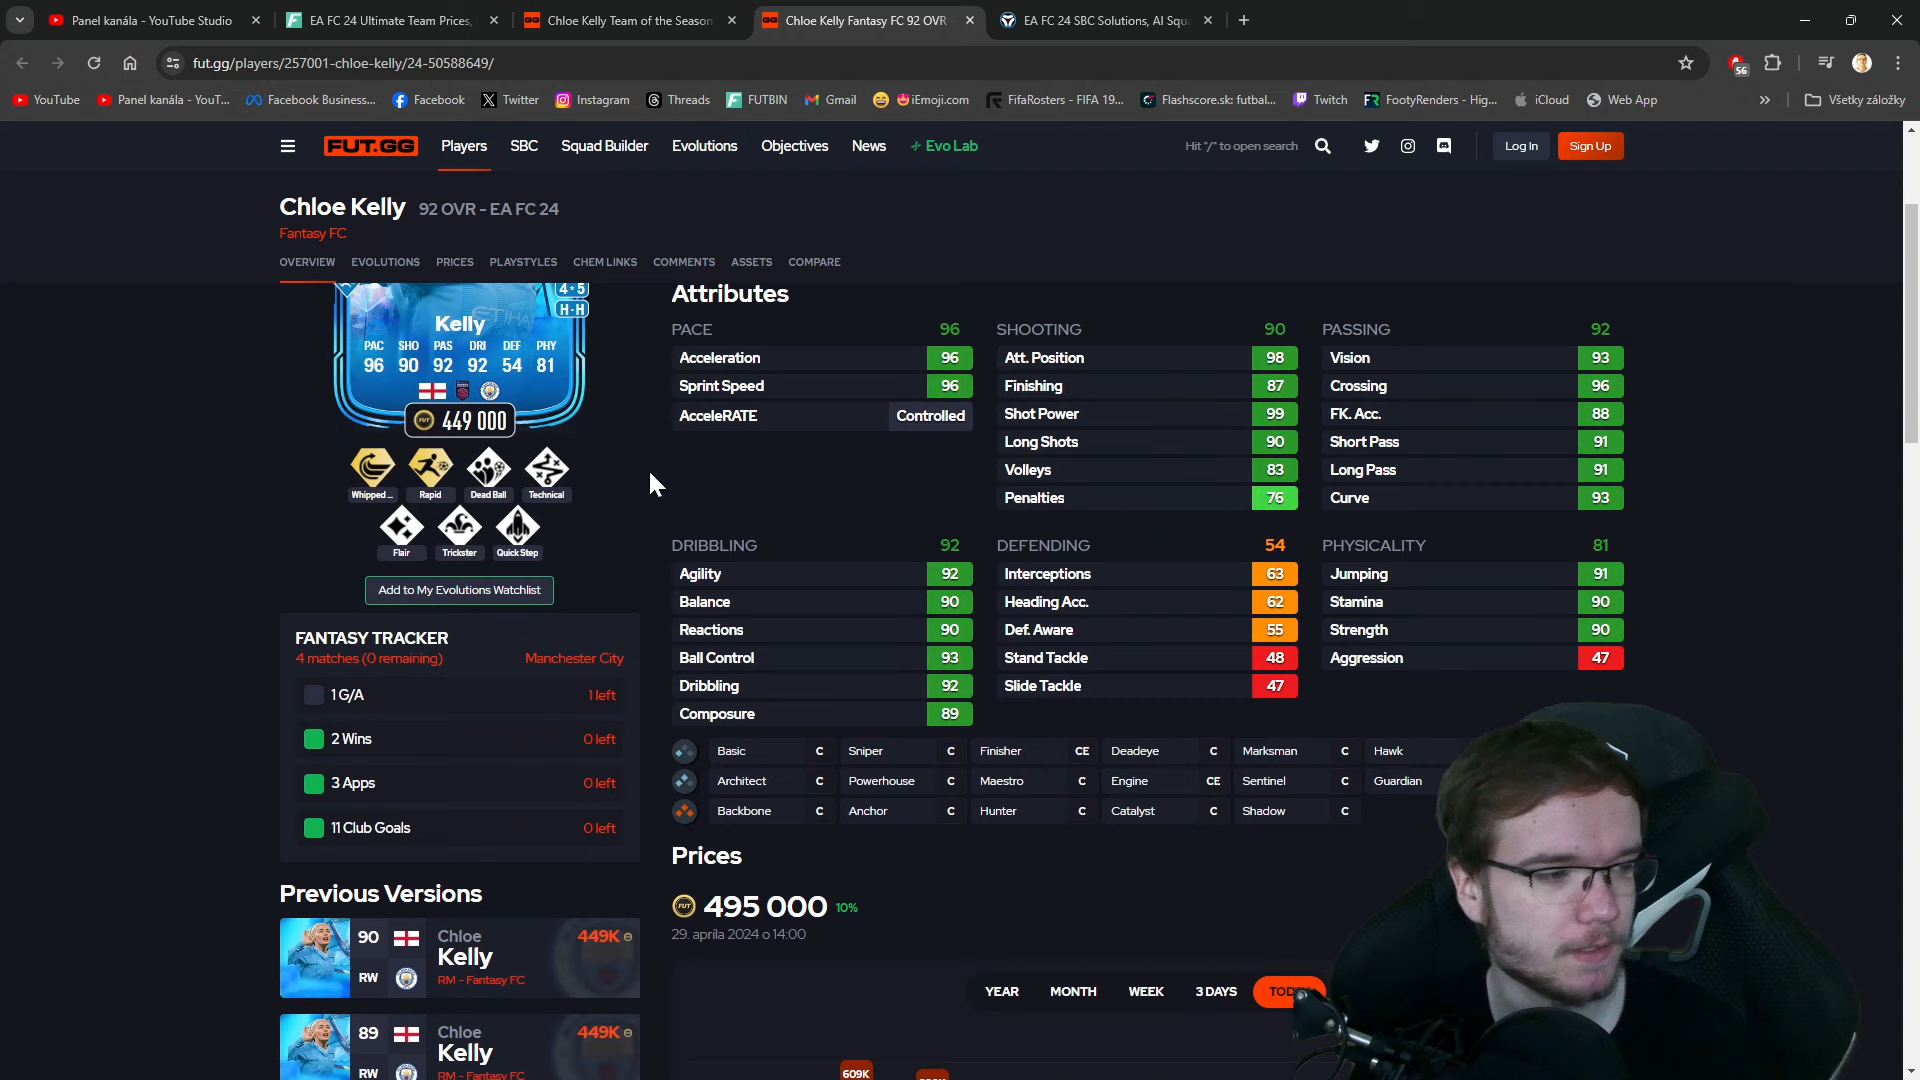 Panel kanála - YouTube Studio
EA FC 24 Ultimate Team Prices,
Chloe Kelly Team of the Season
Chloe Kelly Fantasy FC 92 OVR
EA FC 24 SBC Solutions, AI Squa
fut.gg/players/257001-chloe-kelly/24-50588649/
56
YouTube
Panel kanála - YouT...
Facebook Business...
Facebook
Twitter
Instagram
Threads
FUTBIN
Gmail
iEmoji.com
FifaRosters - FIFA 19...
Flashscore.sk: futbal...
Twitch
FootyRenders - Hig...
iCloud
Web App
Všetky záložky
FUT.GG
Players
SBC
Squad Builder
Evolutions
Objectives
News
Evo Lab
Hit "/" to open search
Log In
Sign Up
Chloe Kelly 92 OVR - EA FC 24
Fantasy FC
OVERVIEW EVOLUTIONS PRICES PLAYSTYLES CHEM LINKS COMMENTS ASSETS COMPARE
4•5
H·H
ETIHA
Kelly
PAC SHO PAS DRI DEF PHY
96 90 92 92 54 81
449 000
Whipped ... Rapid Dead Ball Technical
Flair Trickster Quick Step
Add to My Evolutions Watchlist
FANTASY TRACKER
4 matches (0 remaining) Manchester City
1 G/A 1 left
2 Wins 0 left
3 Apps 0 left
11 Club Goals 0 left
Previous Versions
90 Chloe 449K
Kelly
RW RM - Fantasy FC
89 Chloe 449K
Kelly
RW RM - Fantasy FC
Attributes
PACE 96
Acceleration 96
Sprint Speed 96
AcceleRATE Controlled
SHOOTING 90
Att. Position 98
Finishing 87
Shot Power 99
Long Shots 90
Volleys 83
Penalties 76
PASSING 92
Vision 93
Crossing 96
FK. Acc. 88
Short Pass 91
Long Pass 91
Curve 93
DRIBBLING 92
Agility 92
Balance 90
Reactions 90
Ball Control 93
Dribbling 92
Composure 89
DEFENDING 54
Interceptions 63
Heading Acc. 62
Def. Aware 55
Stand Tackle 48
Slide Tackle 47
PHYSICALITY 81
Jumping 91
Stamina 90
Strength 90
Aggression 47
Basic C Sniper C Finisher CE Deadeye C Marksman C Hawk
Architect C Powerhouse C Maestro C Engine CE Sentinel C Guardian
Backbone C Anchor C Hunter C Catalyst C Shadow C
Prices
495 000 10%
29. apríla 2024 o 14:00
YEAR MONTH WEEK 3 DAYS
609K